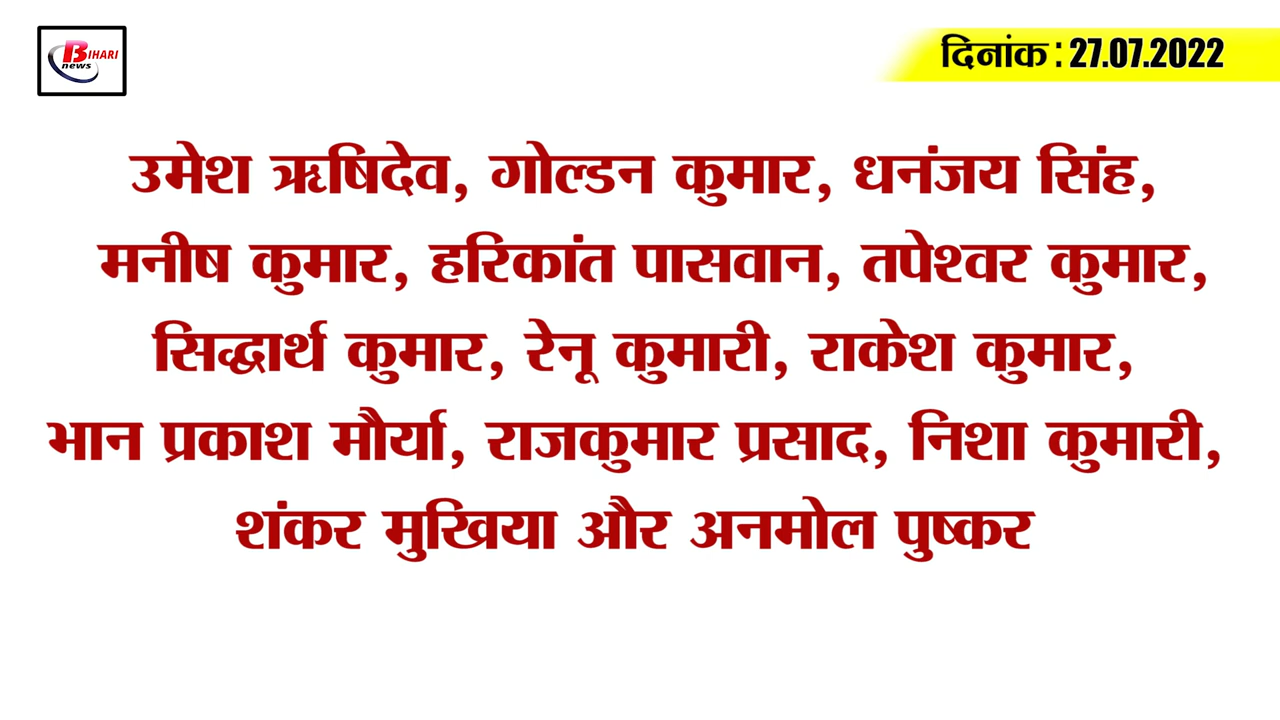 BIHARI
news
दिनांक : 27.07.2022
उमेश ऋषिदेव, गोल्डन कुमार, धनंजय सिंह,
मनीष कुमार, हरिकांत पासवान, तपेश्वर कुमार,
सिद्धार्थ कुमार, रेनू कुमारी, राकेश कुमार,
भान प्रकाश मौर्या, राजकुमार प्रसाद, निशा कुमारी,
शंकर मुखिया और अनमोल पुष्कर